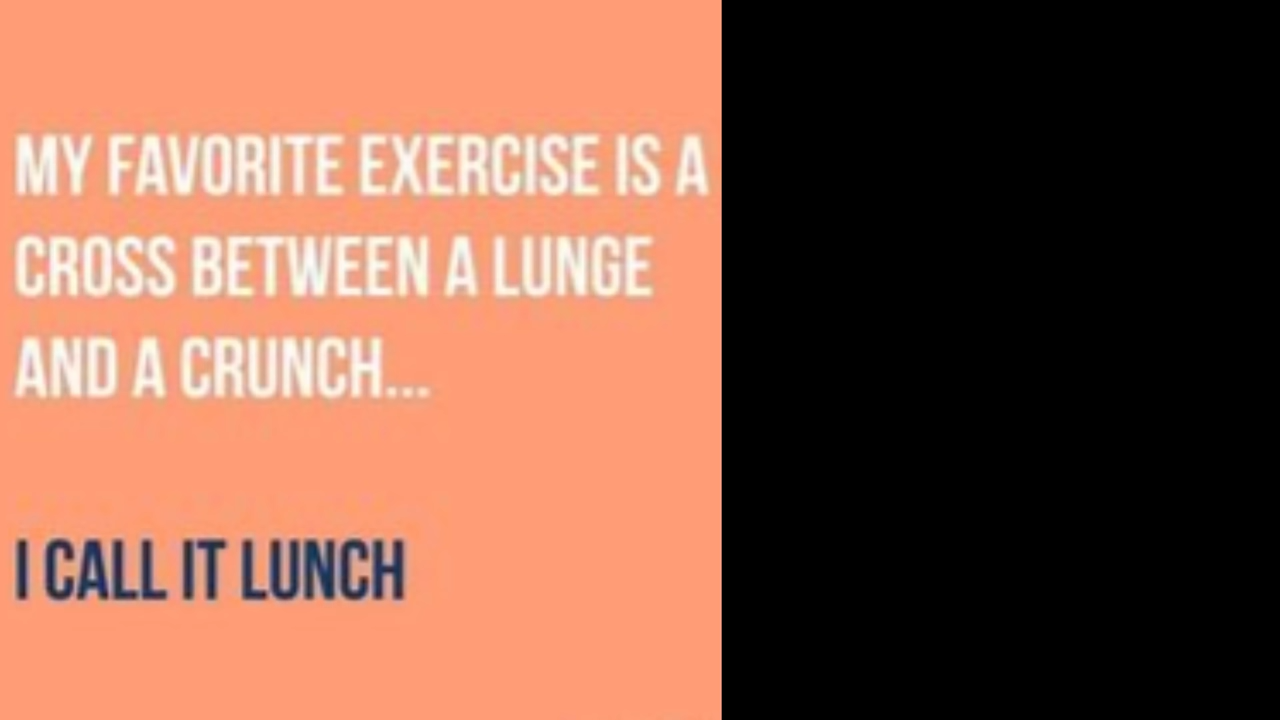 MY FAVORITE EXERCISE IS A
CROSS BETWEEN A LUNGE
AND A CRUNCH...
I CALL IT LUNCH